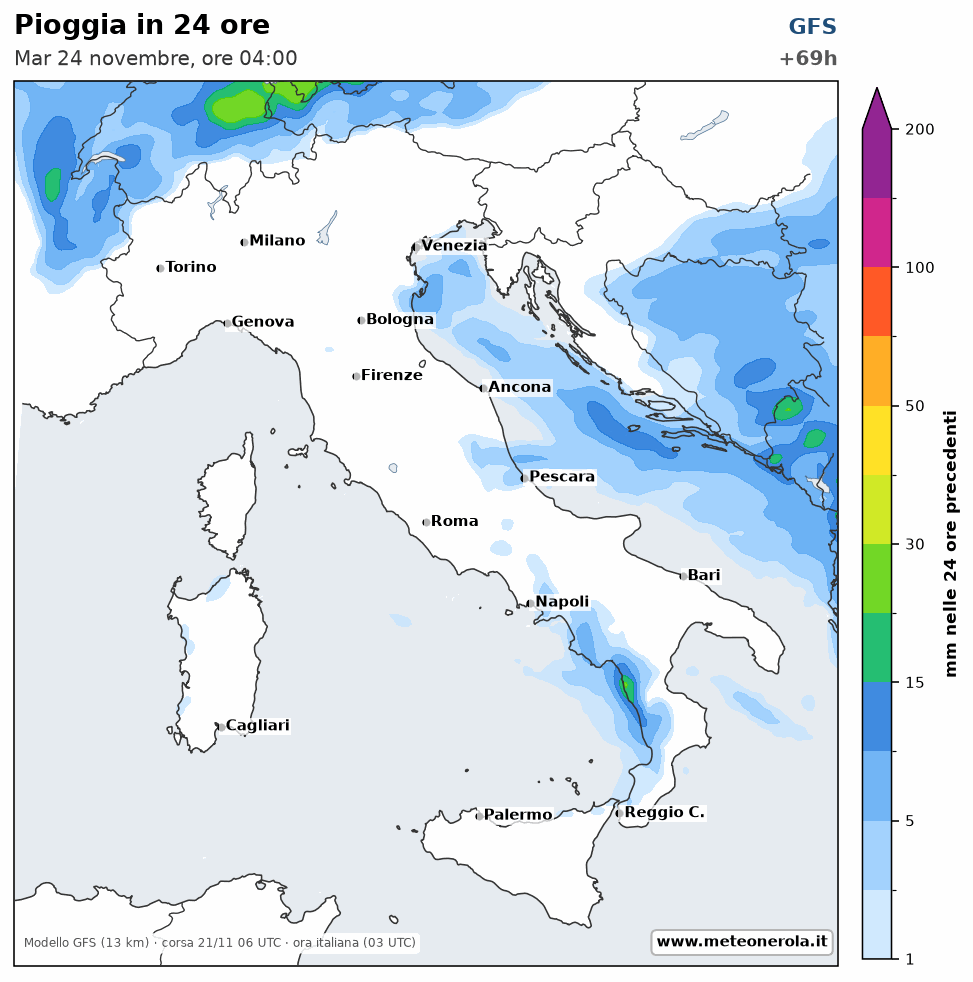 Pioggia in 24 ore
GFS
Mar 24 novembre, ore 04:00
+69h
Milano
Venezia
Torino
Genova
Bologna
Firenze
Ancona
Pescara
Roma
Bari
Napoli
Cagliari
Palermo
Reggio C.
200
100
50
30
15
5
1
mm nelle 24 ore precedenti
Modello GFS (13 km) · corsa 21/11 06 UTC · ora italiana (03 UTC)
www.meteonerola.it